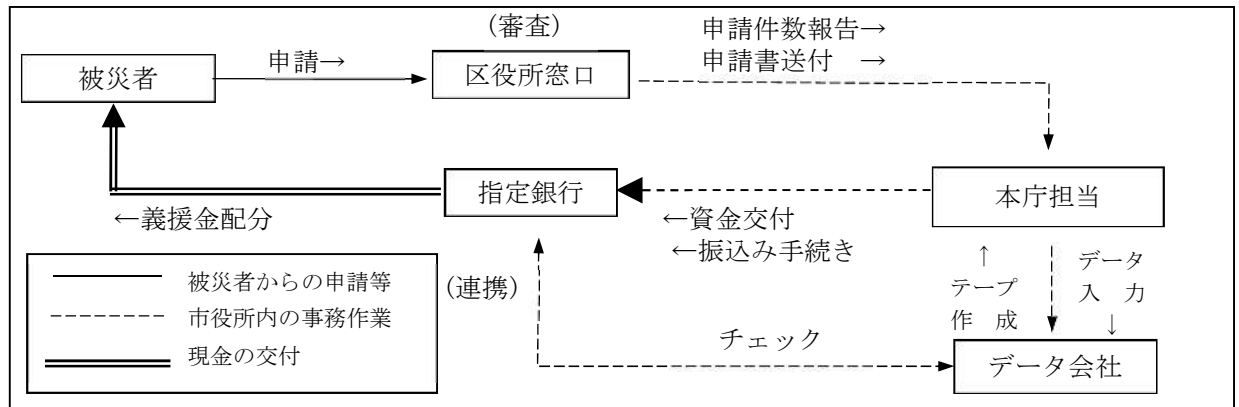 (審査)
申請件数報告→
申請→
申請書送付　→
被災者
区役所窓口
指定銀行
本庁担当
←義援金配分
←資金交付
←振込み手続き
被災者からの申請等
市役所内の事務作業
現金の交付
(連携)
↑
テープ
作　成
データ
入　力
↓
チェック
データ会社